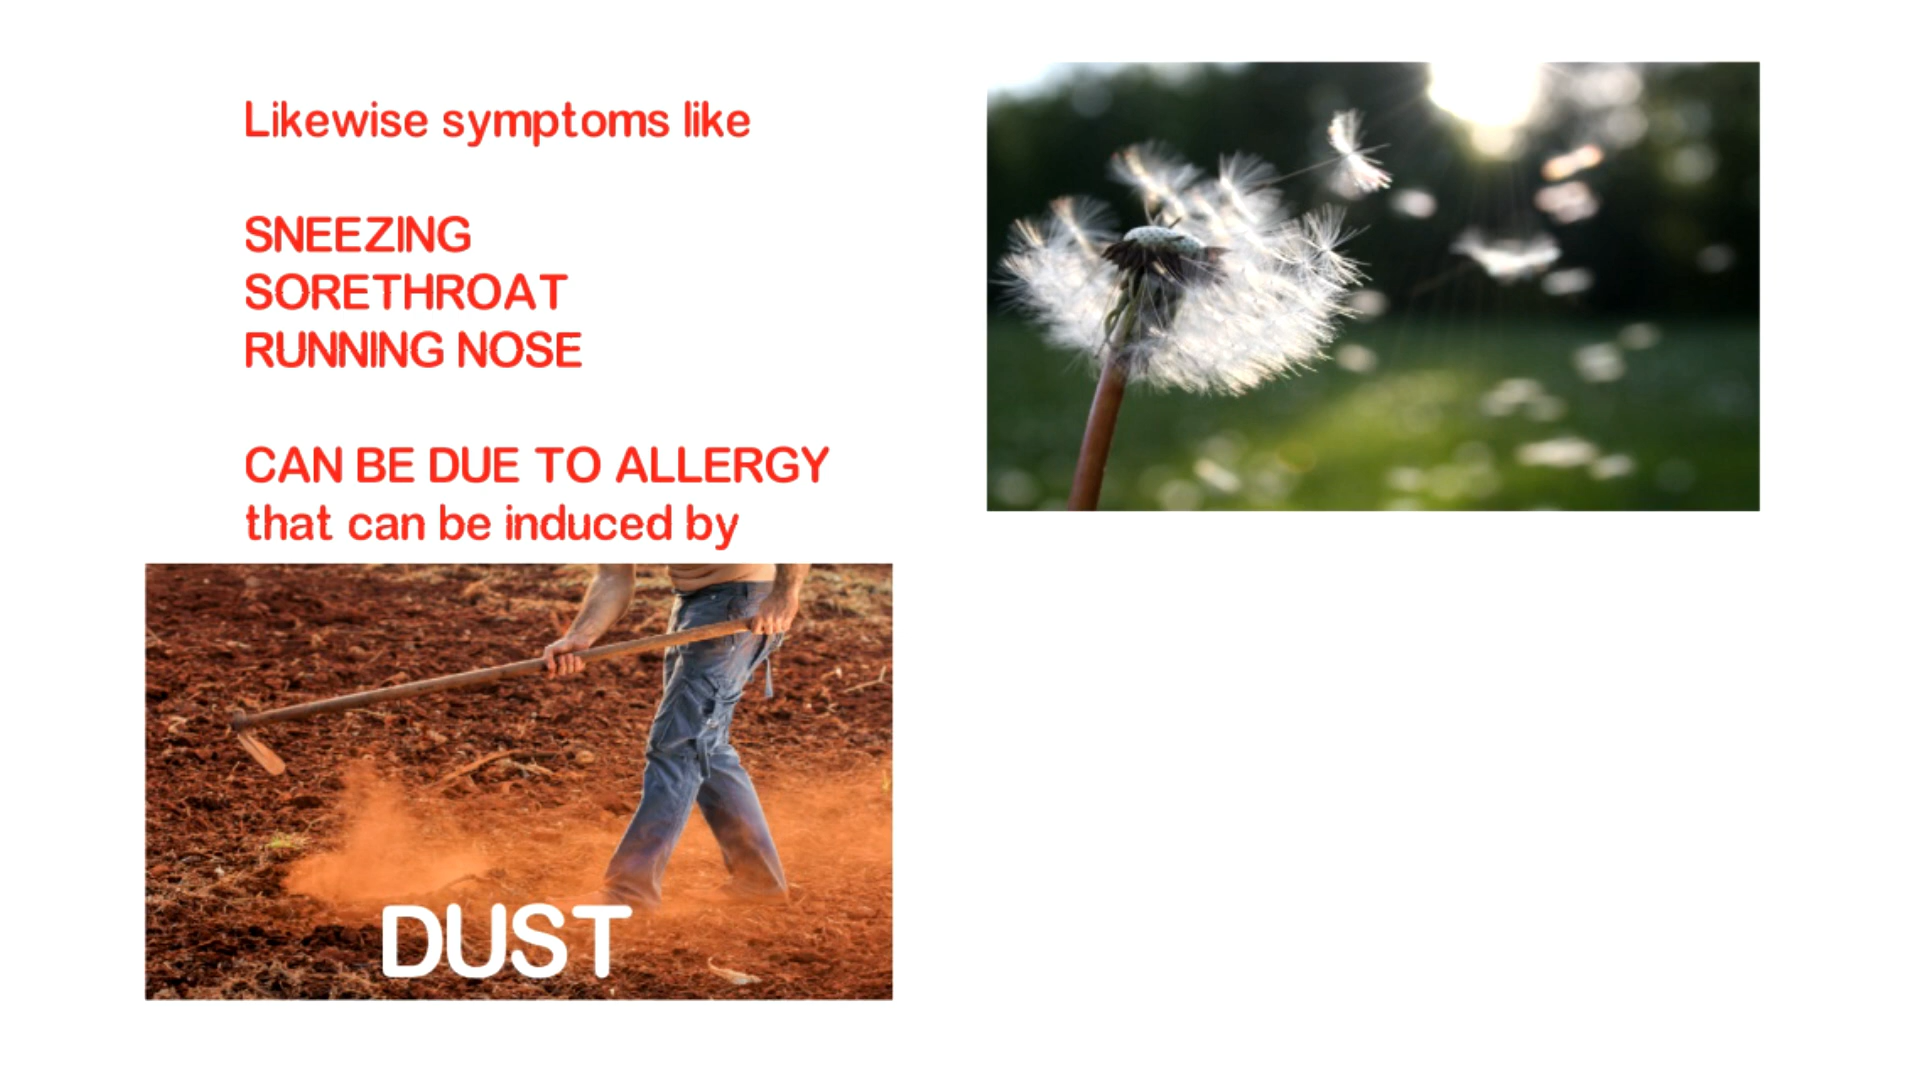 Likewise symptoms like
SNEEZING
SORETHROAT
RUNNING NOSE
CAN BE DUE TO ALLERGY
that can be induced by
DUST